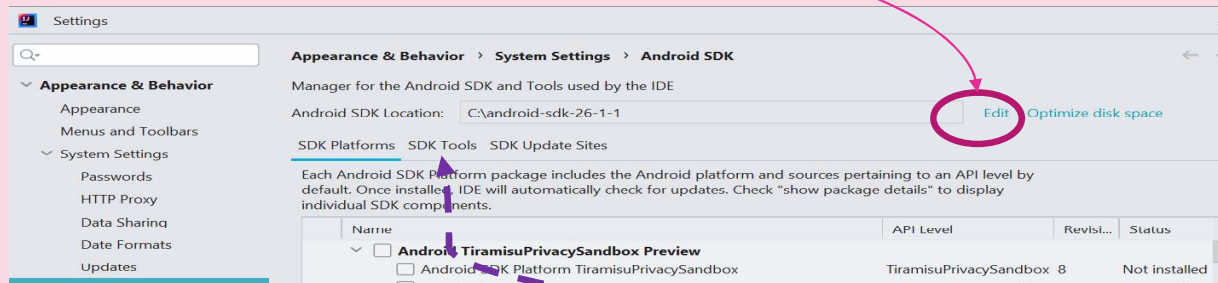 Settings
Appearance & Behavior › System Settings › Android SDK
Appearance & Behavior
Appearance
Menus and Toolbars
System Settings
Passwords
HTTP Proxy
Data Sharing
Date Formats
Updates
Manager for the Android SDK and Tools used by the IDE
Android SDK Location: C:\android-sdk-26-1-1 Edit Optimize disk space
SDK Platforms SDK Tools SDK Update Sites
Each Android SDK Platform package includes the Android platform and sources pertaining to an API level by
default. Once installed, IDE will automatically check for updates. Check "show package details" to display
individual SDK components.
Name API Level Revisi... Status
Android TiramisuPrivacySandbox Preview
Android SDK Platform TiramisuPrivacySandbox TiramisuPrivacySandbox 8 Not installed